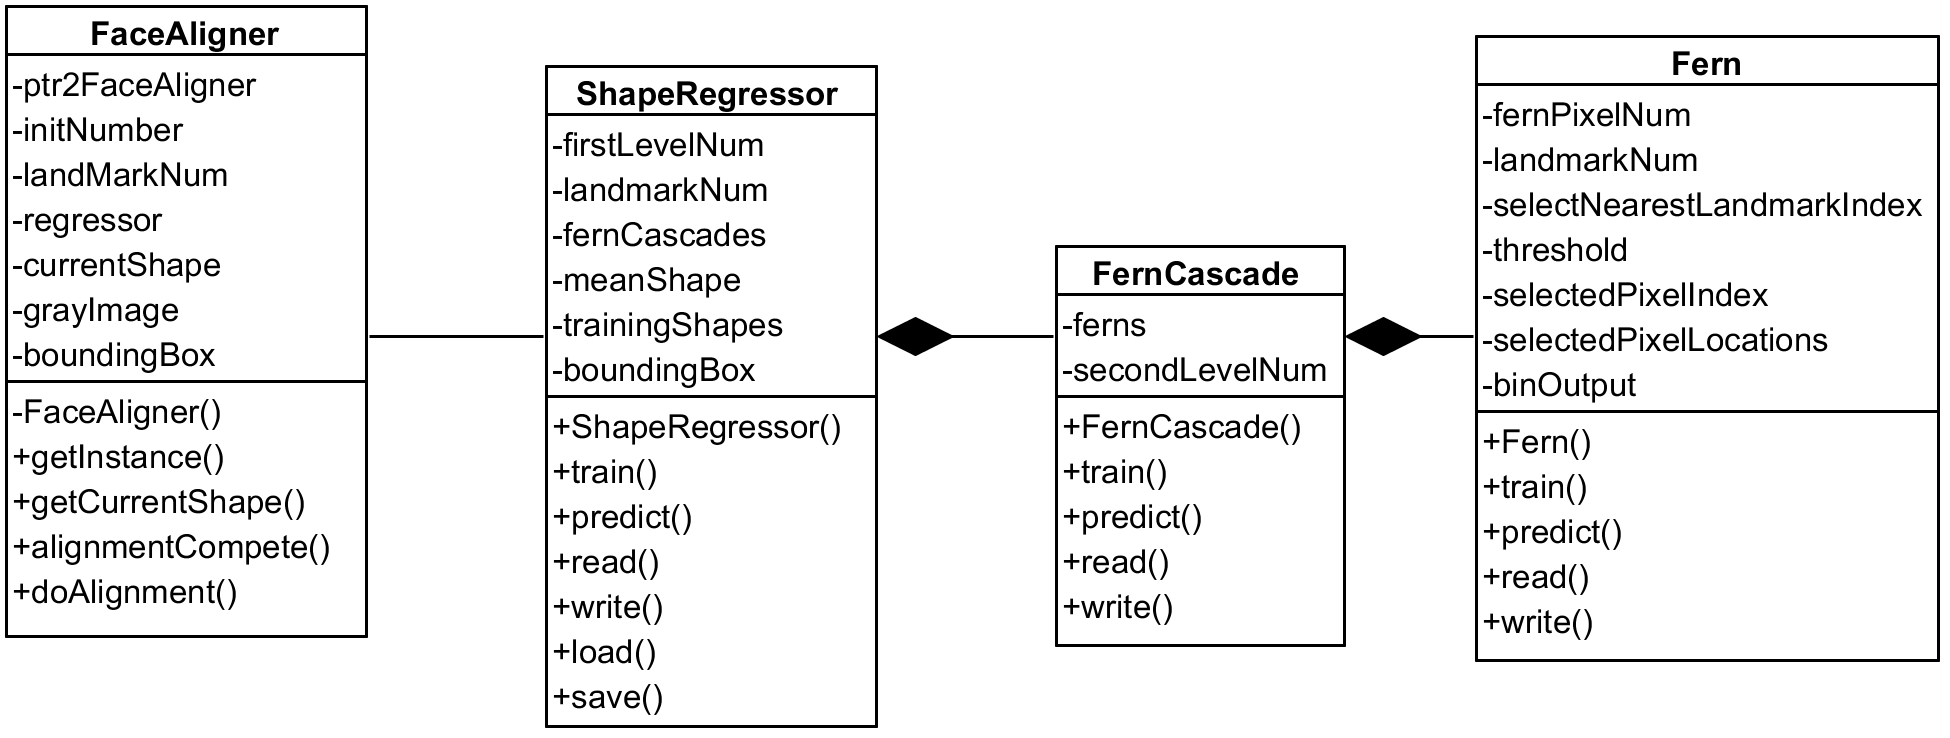 FaceAligner
-ptr2FaceAligner
-initNumber
-landMarkNum
-regressor
-currentShape
-grayImage
-boundingBox
-FaceAligner()
+getInstance()
+getCurrentShape()
+alignmentCompete()
+doAlignment()
ShapeRegressor
-firstLevelNum
-landmarkNum
-fernCascades
-meanShape
-trainingShapes
-boundingBox
+ShapeRegressor()
+train()
+predict()
+read()
+write()
+load()
+save()
FernCascade
-ferns
-secondLevelNum
+FernCascade()
+train()
+predict()
+read()
+write()
Fern
-fernPixelNum
-landmarkNum
-selectNearestLandmarkIndex
-threshold
-selectedPixelIndex
-selectedPixelLocations
-binOutput
+Fern()
+train()
+predict()
+read()
+write()